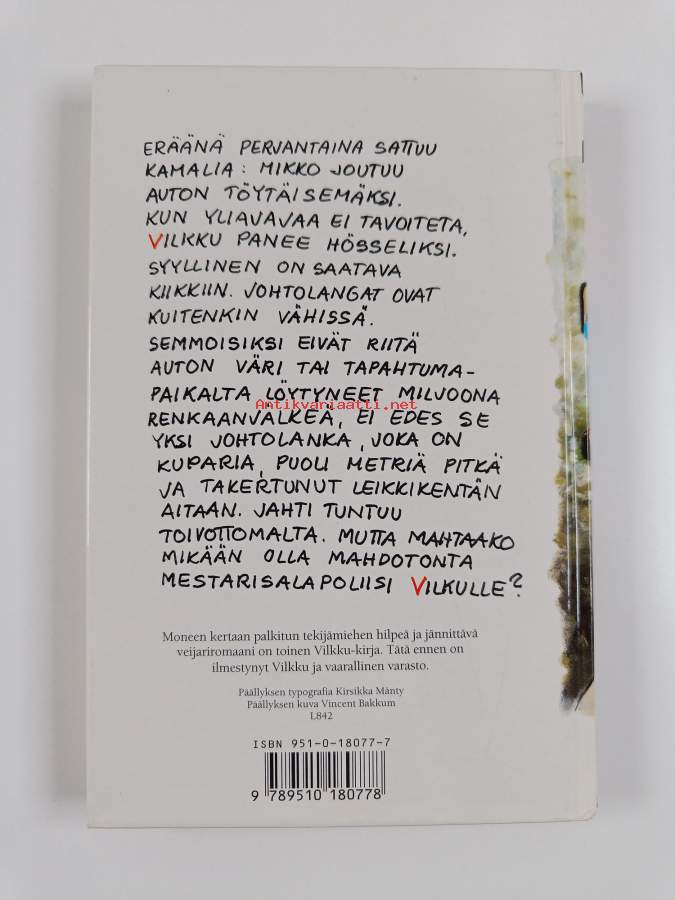 ERÄÄNÄ PERJANTAINA SATTUU
KAMALIA: MIKKO JOUTUU
AUTON TÖYTÄISEMÄKSI.
KUN YLIAVAVAA EI TAVOITETA,
VILKKU PANEE HÖSSELIKSI.
SYYLLINEN ON SAATAVA
KIIKKIIN. JOHTOLANGAT OVAT
KUITENKIN VÄHISSÄ.
SEMMOISIKSI EIVÄT RIITÄ
AUTON VÄRI TAI TAPAHTUMA-
PAIKALTA LÖYTYNEET MILJOONA
Antikvariaatti.net
RENKAANJALKEÄ, EI EDES SE
YKSI JOHTOLANKA, JOKA ON
KUPARIA, PUOLI METRIÄ PITKÄ
JA TAKERTUNUT LEIKKIKENTÄN
AITAAN. JAHTI TUNTUU
TOIVOTTOMALTA. MUTTA MAHTAAKO
MIKÄÄN OLLA MAHDOTONTA
MESTARISALAPOLIISI VILKULLE?
Moneen kertaan palkitun tekijämiehen hilpeä ja jännittävä
veijariromaani on toinen Vilkku-kirja. Tätä ennen on
ilmestynyt Vilkku ja vaarallinen varasto.
Päällyksen typografia Kirsikka Mänty
Päällyksen kuva Vincent Bakkum
L842
ISBN 951-0-18077-7
9 789510 180778